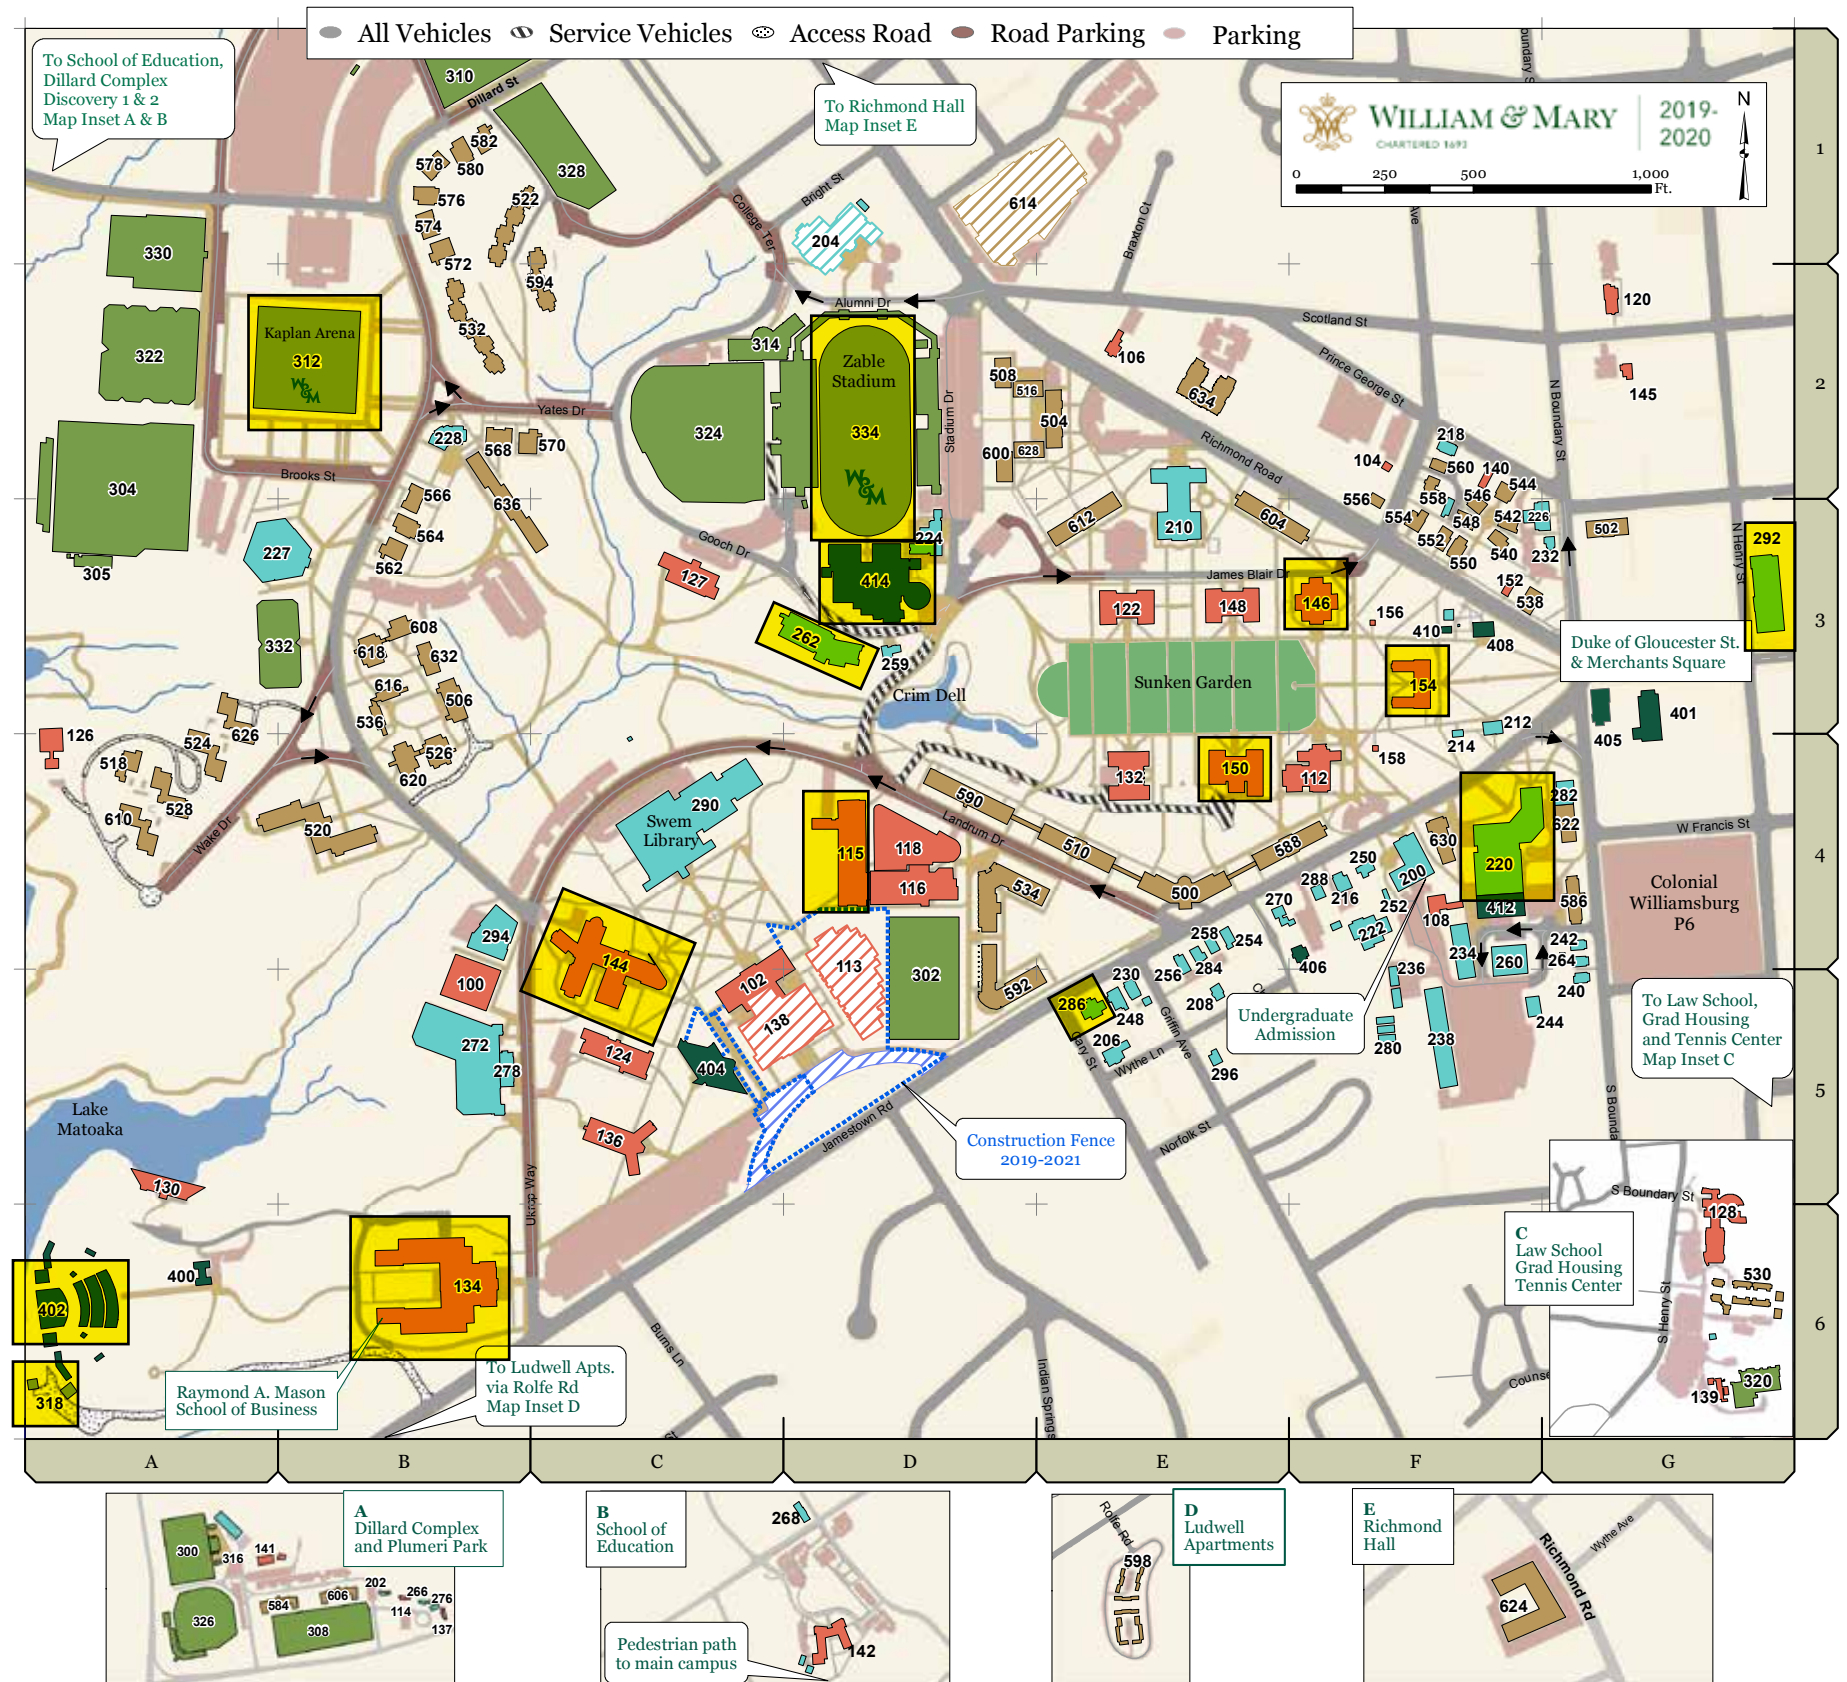 All Vehicles
Service Vehicles
Access Road
Road Parking
Parking
To School of Education,
Dillard Complex
Discovery 1 & 2
Map Inset A & B
To Richmond Hall
Map Inset E
WILLIAM & MARY
CHARTERED 1693
2019-
2020
N
0
250
500
1,000
Ft.
310
Dillard St
582
578
580
328
576
522
574
572
594
532
330
322
Kaplan Arena
312
W&M
304
305
Brooks St
Yates Dr
228
568
570
566
636
564
562
227
332
608
618
632
616
506
536
526
620
626
524
126
518
528
610
520
Wake Dr
College Ter
Bright St
204
614
Braxton Ct
Alumni Dr
314
Zable
Stadium
334
W&M
324
Stadium Dr
508
516
504
600
628
106
634
Scotland St
Prince George St
Richmond Road
N Boundary St
120
145
218
104
560
140
544
556
558
546
554
548
542
226
552
550
540
232
502
152
538
N Henry St
292
612
210
604
Gooch Dr
127
224
414
262
259
Crim Dell
James Blair Dr
122
148
146
156
410
408
Sunken Garden
154
Duke of Gloucester St.
& Merchants Square
401
405
212
214
158
132
150
112
290
Swem
Library
590
Landrum Dr
510
588
500
115
118
116
534
592
302
630
220
282
622
W Francis St
Colonial
Williamsburg
P6
586
412
250
200
288
216
270
252
108
222
258
254
234
260
242
264
240
256
284
406
236
208
230
286
248
206
Griffin Ave
Wythe Ln
296
280
238
244
Undergraduate
Admission
To Law School,
Grad Housing
and Tennis Center
Map Inset C
294
100
144
102
113
138
272
278
124
404
136
Ukrop Way
Jamestown Rd
Norfolk St
Construction Fence
2019-2021
Lake
Matoaka
130
400
402
318
134
Raymond A. Mason
School of Business
To Ludwell Apts.
via Rolfe Rd
Map Inset D
Burns Ln
Indian Springs
S Boundary St
128
C
Law School
Grad Housing
Tennis Center
530
S Henry St
139
320
1
2
3
4
5
6
A
B
C
D
E
F
G
A
Dillard Complex
and Plumeri Park
300
316
141
326
584
606
308
202
266
276
114
137
B
School of
Education
268
142
Pedestrian path
to main campus
D
Ludwell
Apartments
Rolfe Rd
598
E
Richmond
Hall
Richmond Rd
Wythe Ave
624